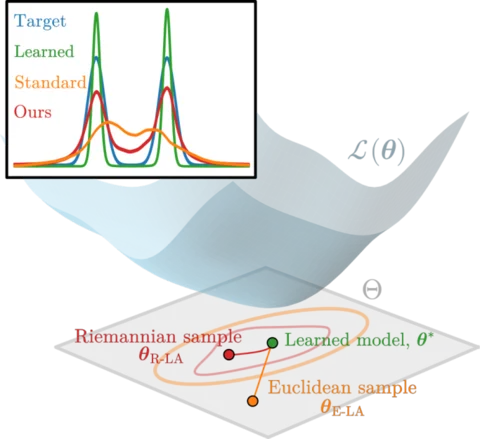 Target
Learned
Standard
Ours
ℒ(θ)
Θ
Riemannian sample
θR-LA
Learned model, θ*
Euclidean sample
θE-LA